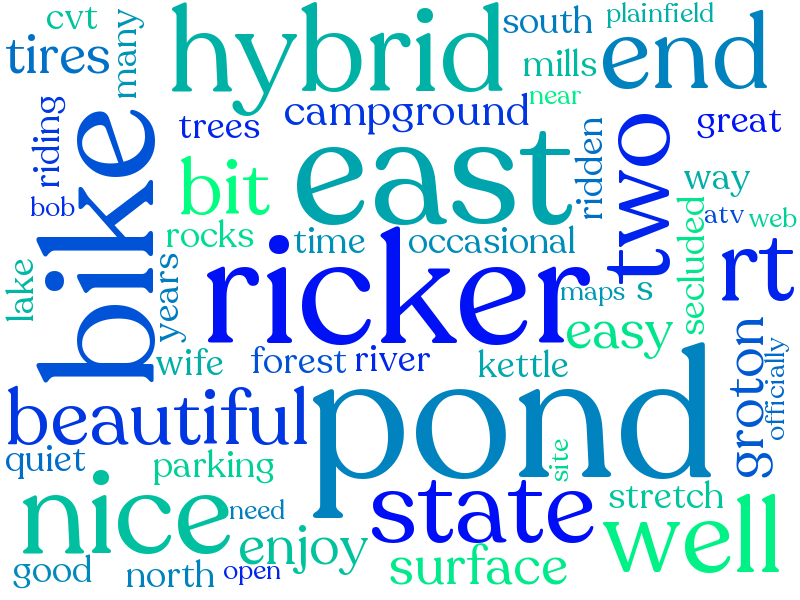 cvt
many
hybrid
south
plainfield
tires
mills
end
near
riding
bike
trees
campground
ridden
two
great
bit
east
way
bob
rocks
time
occasional
secluded
atv
web
lake
years
ricker
maps
s
easy
rt
wife
forest
river
kettle
groton
officially
beautiful
pond
quiet
parking
site
nice
need
state
stretch
well
enjoy
surface
good
north
open